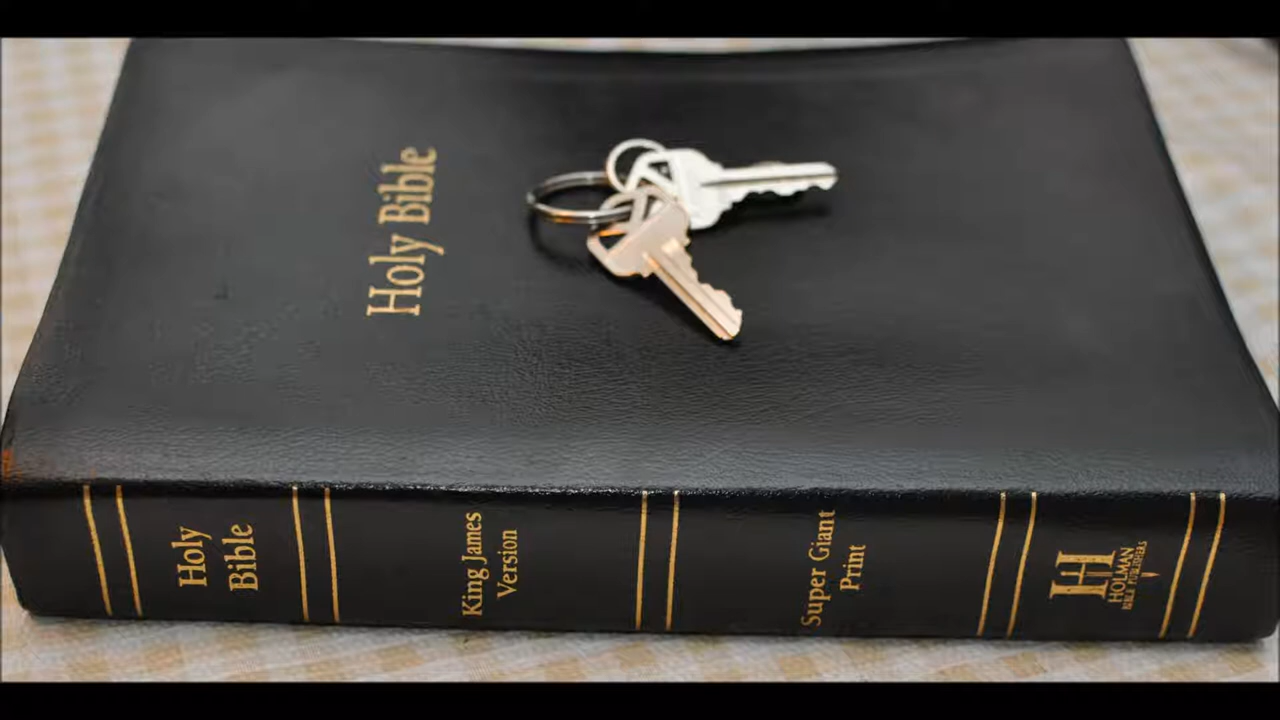 Holy Bible
Holy
Bible
King James
Version
Super Giant
Print
HOLMAN
BIBLE PUBLISHERS